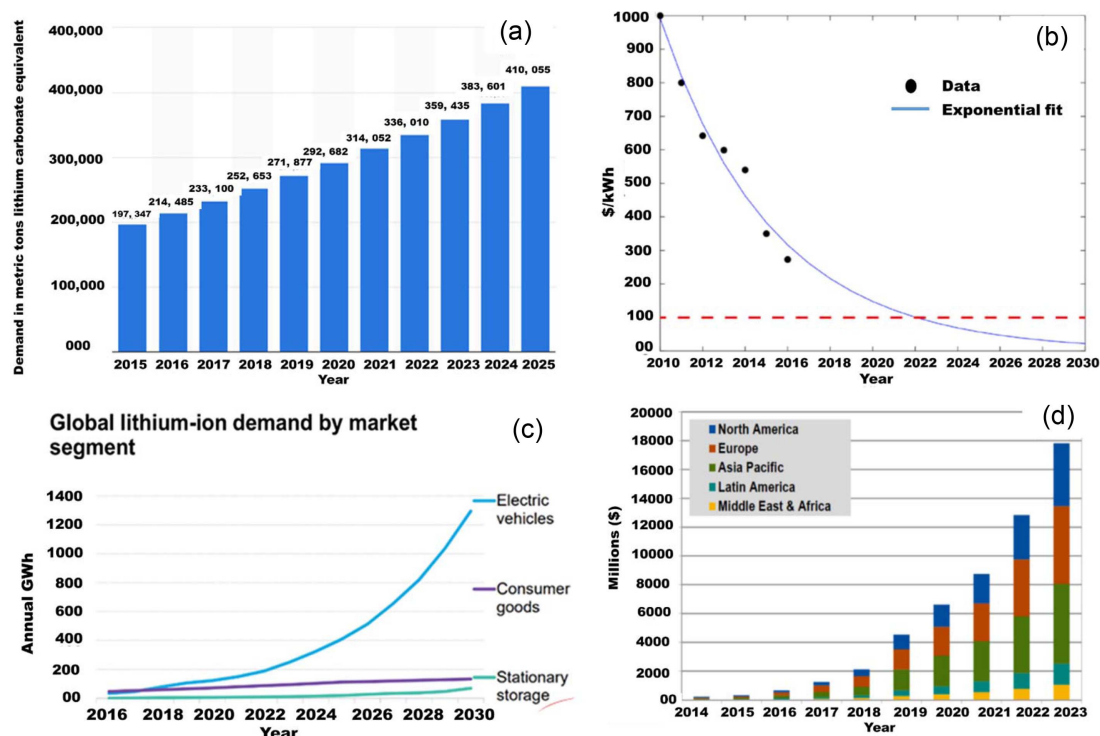 (a)
Demand in metric tons lithium carbonate equivalent
400,000
400,000
300,000
200,000
100,000
000
197, 347
214, 485
233, 100
252, 653
271, 877
292, 682
314, 052
336, 010
359, 435
383, 601
410, 055
2015 2016 2017 2018 2019 2020 2021 2022 2023 2024 2025
Year
(b)
$/kWh
1000
900
800
700
600
500
400
300
200
100
00
Data
Exponential fit
2010 2012 2014 2016 2018 2020 2022 2024 2026 2028 2030
Year
Global lithium-ion demand by market
segment
(c)
Annual GWh
1400
1200
1000
800
600
400
200
00
Electric
vehicles
Consumer
goods
Stationary
storage
2016 2018 2020 2022 2024 2026 2028 2030
Year
(d)
Millions ($)
20000
18000
16000
14000
12000
10000
8000
6000
4000
2000
00
North America
Europe
Asia Pacific
Latin America
Middle East & Africa
2014 2015 2016 2017 2018 2019 2020 2021 2022 2023
Year